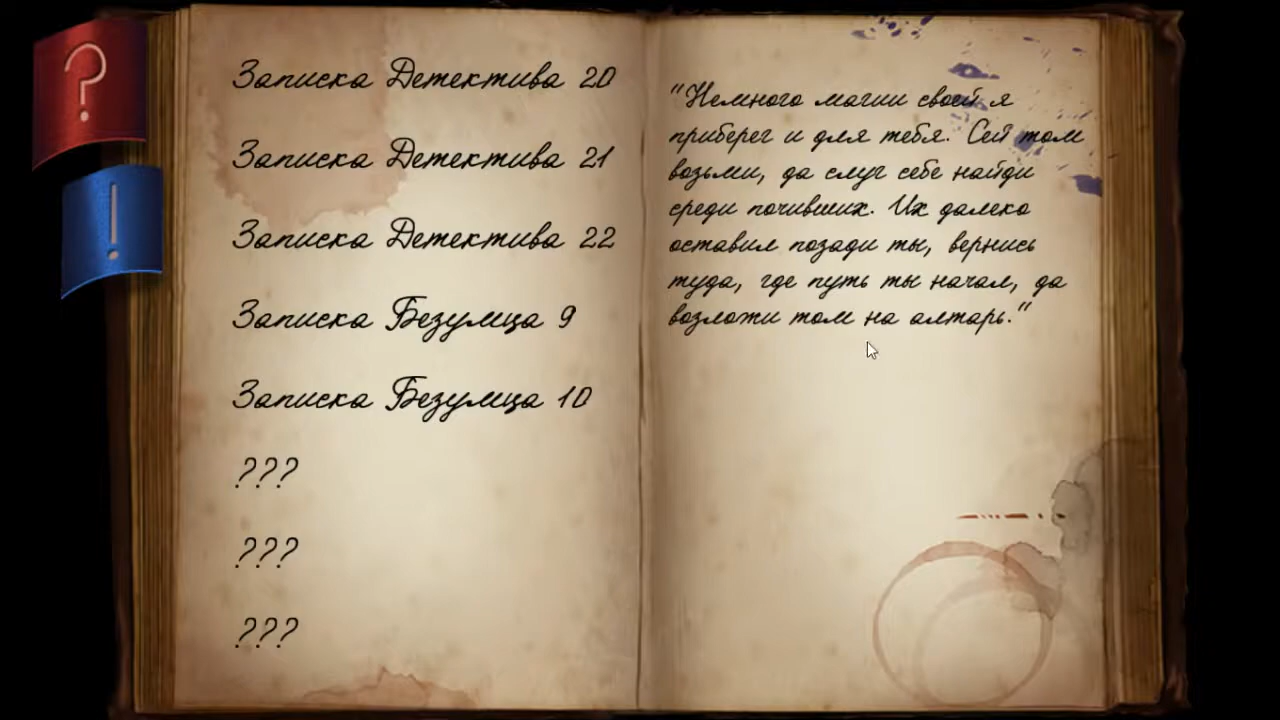 ?
!
Записка Детектива 20
Записка Детектива 21
Записка Детектива 22
Записка Безумца 9
Записка Безумца 10
???
???
???
"Немного магии своей я
приберег и для тебя. Сей том
возьми, да слуг себе найди
среди почивших. Их далеко
оставил позади ты, вернись
туда, где путь ты начал, да
возложи том на алтарь."